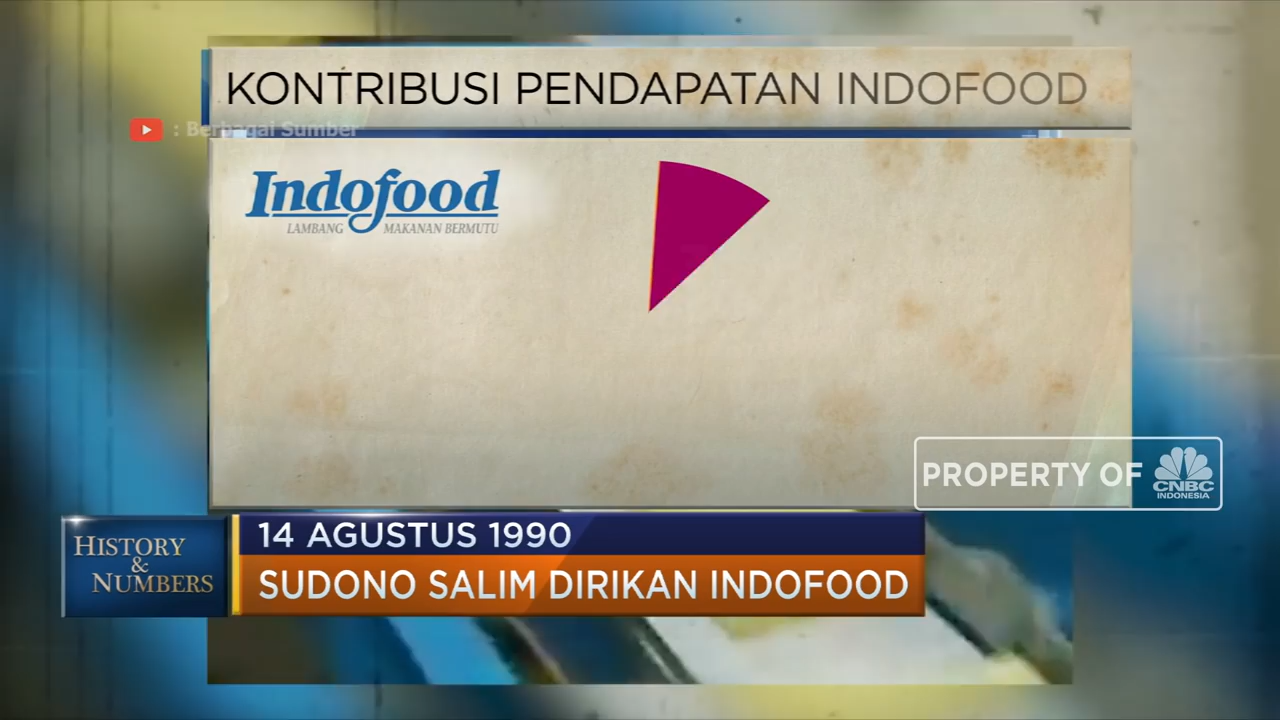 KONTRIBUSI PENDAPATAN INDOFOOD
: Berbagai Sumber
Indofood
LAMBANG MAKANAN BERMUTU
PROPERTY OF CNBC INDONESIA
14 AGUSTUS 1990
HISTORY & NUMBERS
SUDONO SALIM DIRIKAN INDOFOOD